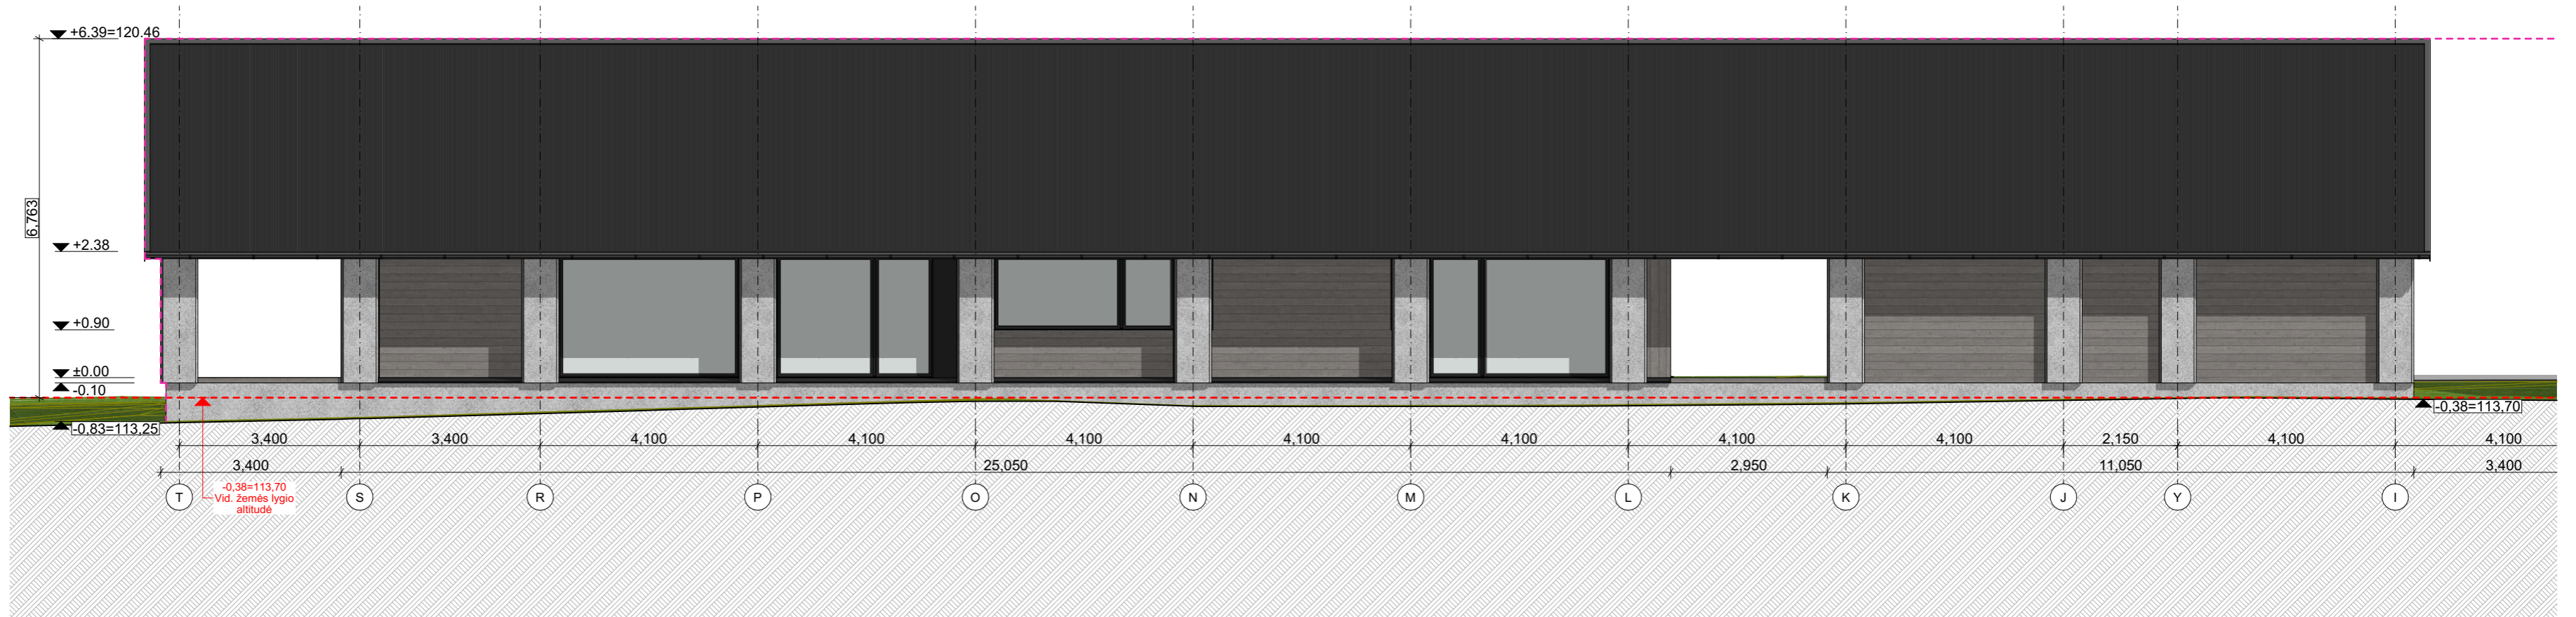 +6.39=120.46
6,763
+2.38
+0.90
±0.00
-0.10
-0,83=113,25
-0,38=113,70
3,400 3,400 4,100 4,100 4,100 4,100 4,100 4,100 4,100 2,150 4,100 4,100
3,400 25,050 2,950 11,050 3,400
-0,38=113,70
Vid. žemės lygio
altitudė
T S R P O N M L K J Y I